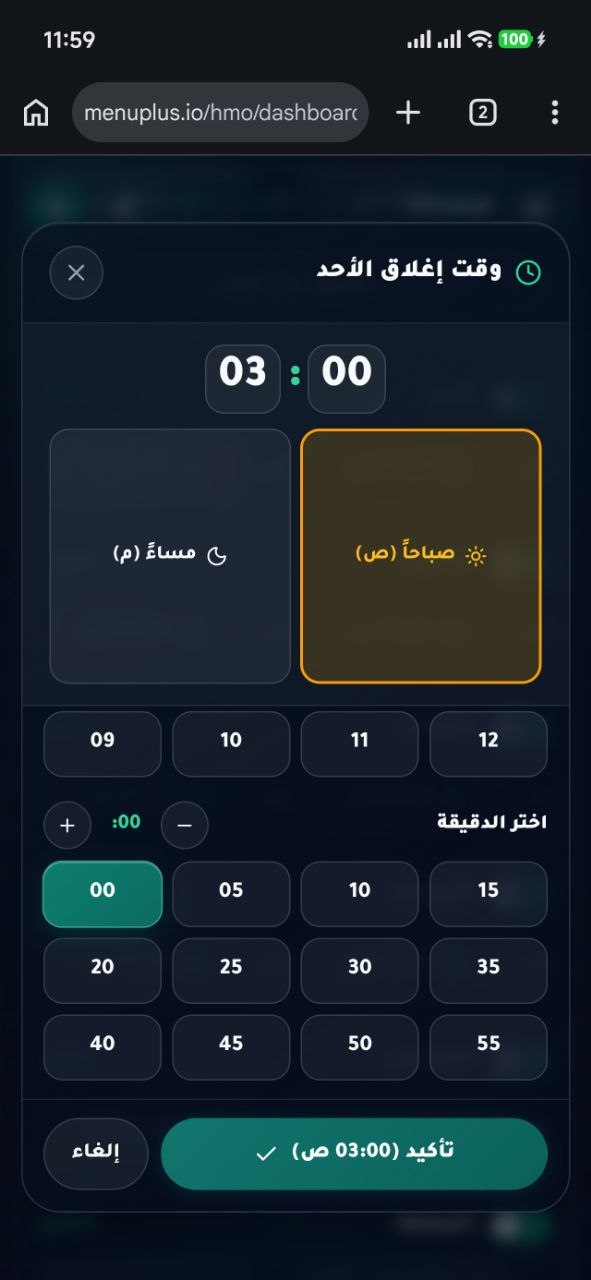 11:59
100
menuplus.io/hmo/dashboar
2
وقت إغلاق الأحد
03 : 00
صباحاً (ص)
مساءً (م)
09 10 11 12
اختر الدقيقة
− :00 +
00 05 10 15
20 25 30 35
40 45 50 55
تأكيد (03:00 ص)
إلغاء